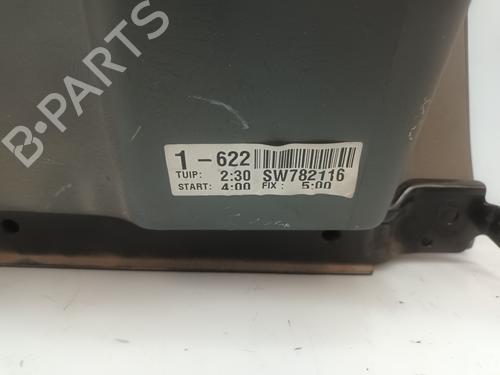 B-PARTS
1-622
TUIP: 2:30 SW782116
START: 4:00 FIX: 5:00